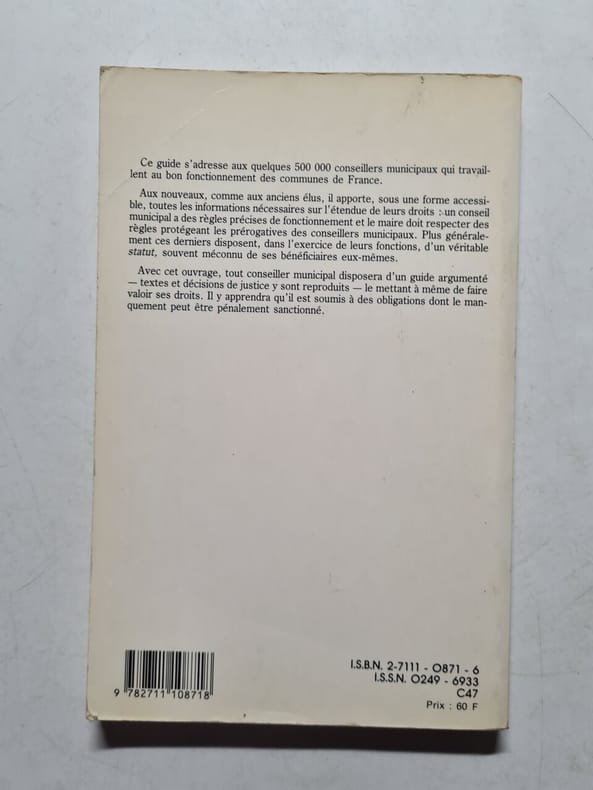 Ce guide s'adresse aux quelques 500 000 conseillers municipaux qui travail-
lent au bon fonctionnement des communes de France.
Aux nouveaux, comme aux anciens élus, il apporte, sous une forme accessi-
ble, toutes les informations nécessaires sur l'étendue de leurs droits : un conseil
municipal a des règles précises de fonctionnement et le maire doit respecter des
règles protégeant les prérogatives des conseillers municipaux. Plus générale-
ment ces derniers disposent, dans l'exercice de leurs fonctions, d'un véritable
statut, souvent méconnu de ses bénéficiaires eux-mêmes.
Avec cet ouvrage, tout conseiller municipal disposera d'un guide argumenté
— textes et décisions de justice y sont reproduits — le mettant à même de faire
valoir ses droits. Il y apprendra qu'il est soumis à des obligations dont le man-
quement peut être pénalement sanctionné.
I.S.B.N. 2-7111 - 0871 - 6
I.S.S.N. 0249 - 6933
C47
Prix : 60 F
9 782711 108718